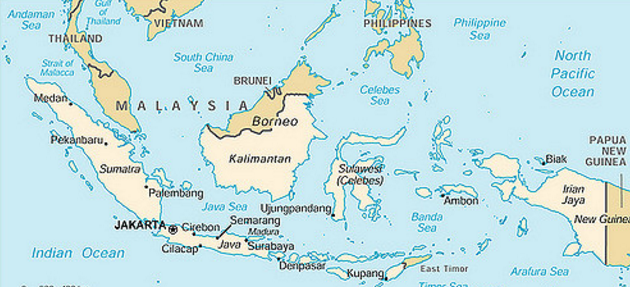 Andaman
Sea
Gulf
of
Thailand
VIETNAM
PHILIPPINES
Philippine
Sea
THAILAND
Strait of
Malacca
South China
Sea
North
Pacific
Ocean
BRUNEI
Celebes
Sea
Medan
MALAYSIA
Borneo
PAPUA
NEW
GUINEA
Pekanbaru
Kalimantan
Biak
Sumatra
Sulawesi
(Celebes)
Irian
Jaya
Palembang
Ambon
Java Sea
Ujungpandang
New Guinea
JAKARTA
Cirebon
Semarang
Madura
Banda
Sea
Cilacap
Java
Surabaya
Indian Ocean
Denpasar
Kupang
East Timor
Arafura Sea
Timor Sea